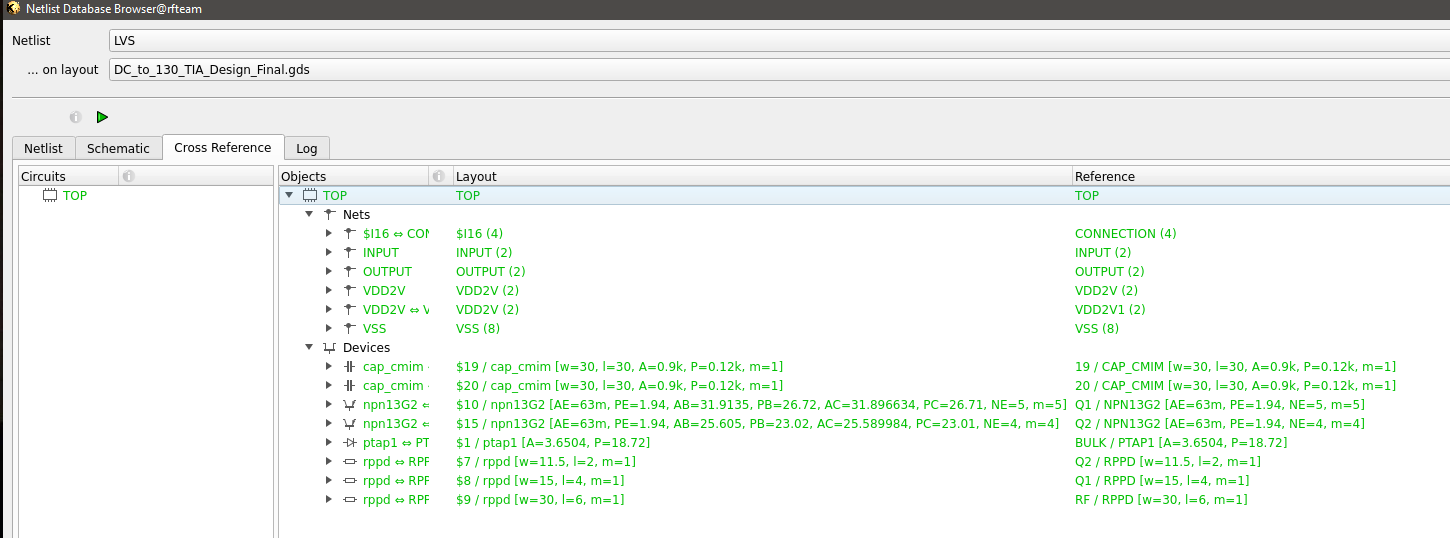 Netlist Database Browser@rfteam
Netlist LVS
... on layout DC_to_130_TIA_Design_Final.gds
Netlist Schematic Cross Reference Log
Circuits Objects Layout Reference
TOP TOP TOP TOP
Nets
$I16 ⇔ CON $I16 (4) CONNECTION (4)
INPUT INPUT (2) INPUT (2)
OUTPUT OUTPUT (2) OUTPUT (2)
VDD2V VDD2V (2) VDD2V (2)
VDD2V ⇔ V VDD2V (2) VDD2V1 (2)
VSS VSS (8) VSS (8)
Devices
cap_cmim $19 / cap_cmim [w=30, l=30, A=0.9k, P=0.12k, m=1] 19 / CAP_CMIM [w=30, l=30, A=0.9k, P=0.12k, m=1]
cap_cmim $20 / cap_cmim [w=30, l=30, A=0.9k, P=0.12k, m=1] 20 / CAP_CMIM [w=30, l=30, A=0.9k, P=0.12k, m=1]
npn13G2 ⇔ $10 / npn13G2 [AE=63m, PE=1.94, AB=31.9135, PB=26.72, AC=31.896634, PC=26.71, NE=5, m=5] Q1 / NPN13G2 [AE=63m, PE=1.94, NE=5, m=5]
npn13G2 ⇔ $15 / npn13G2 [AE=63m, PE=1.94, AB=25.605, PB=23.02, AC=25.589984, PC=23.01, NE=4, m=4] Q2 / NPN13G2 [AE=63m, PE=1.94, NE=4, m=4]
ptap1 ⇔ PT $1 / ptap1 [A=3.6504, P=18.72] BULK / PTAP1 [A=3.6504, P=18.72]
rppd ⇔ RPF $7 / rppd [w=11.5, l=2, m=1] Q2 / RPPD [w=11.5, l=2, m=1]
rppd ⇔ RPF $8 / rppd [w=15, l=4, m=1] Q1 / RPPD [w=15, l=4, m=1]
rppd ⇔ RPF $9 / rppd [w=30, l=6, m=1] RF / RPPD [w=30, l=6, m=1]